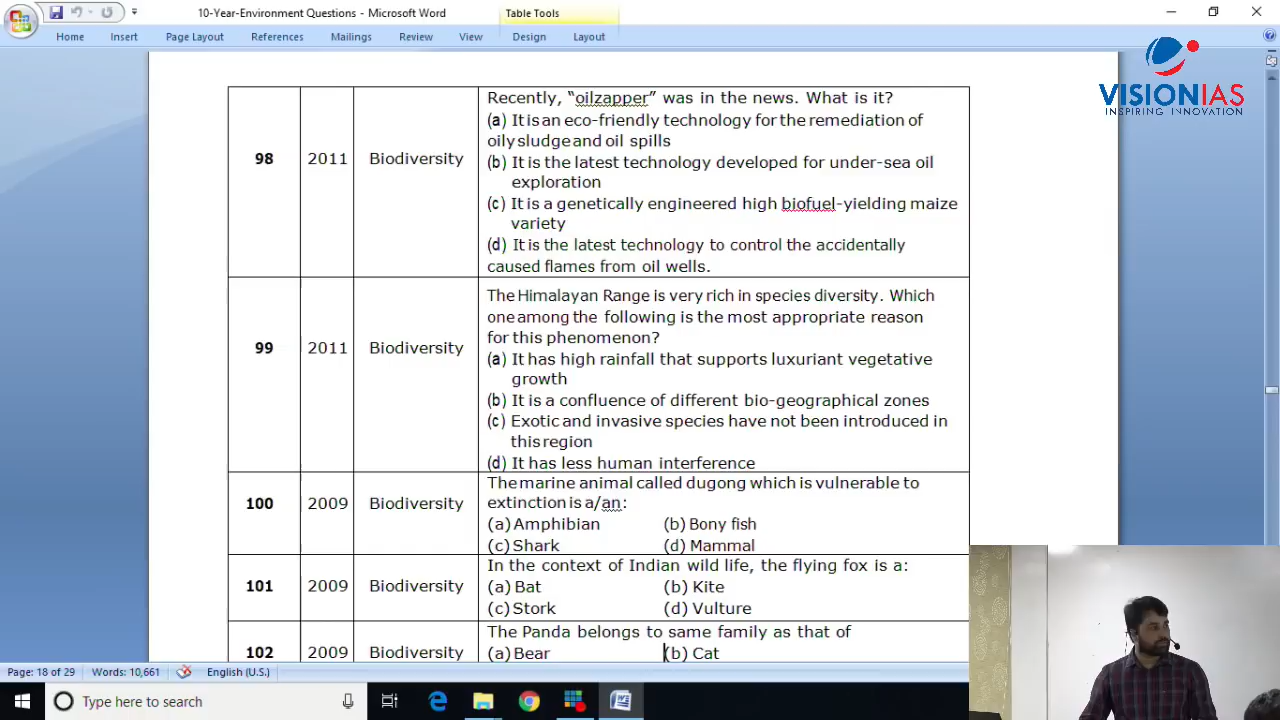 10-Year-Environment Questions - Microsoft Word
Table Tools
Home Insert Page Layout References Mailings Review View Design Layout
VISIONIAS
INSPIRING INNOVATION
98 2011 Biodiversity
Recently, “oilzapper” was in the news. What is it?
(a) It is an eco-friendly technology for the remediation of
oily sludge and oil spills
(b) It is the latest technology developed for under-sea oil
exploration
(c) It is a genetically engineered high biofuel-yielding maize
variety
(d) It is the latest technology to control the accidentally
caused flames from oil wells.
99 2011 Biodiversity
The Himalayan Range is very rich in species diversity. Which
one among the following is the most appropriate reason
for this phenomenon?
(a) It has high rainfall that supports luxuriant vegetative
growth
(b) It is a confluence of different bio-geographical zones
(c) Exotic and invasive species have not been introduced in
this region
(d) It has less human interference
100 2009 Biodiversity
The marine animal called dugong which is vulnerable to
extinction is a/an:
(a) Amphibian (b) Bony fish
(c) Shark (d) Mammal
101 2009 Biodiversity
In the context of Indian wild life, the flying fox is a:
(a) Bat (b) Kite
(c) Stork (d) Vulture
102 2009 Biodiversity
The Panda belongs to same family as that of
(a) Bear (b) Cat
Page: 18 of 29 Words: 10,661 English (U.S.)
Type here to search